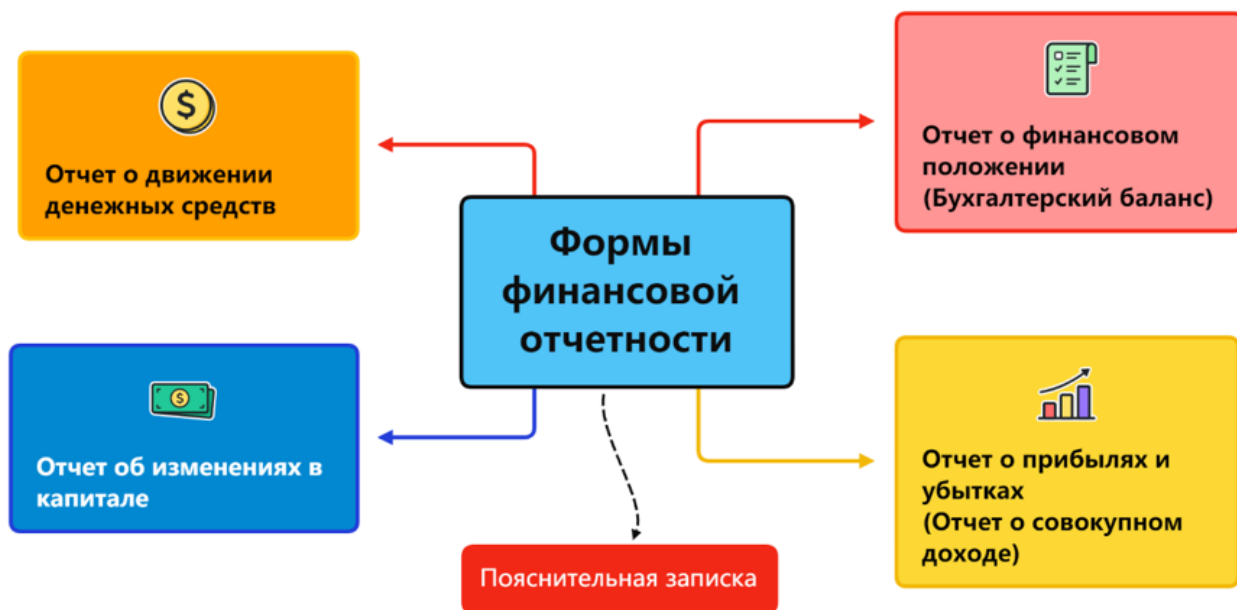 Отчет о движении
денежных средств
Отчет о финансовом
положении
(Бухгалтерский баланс)
Формы
финансовой
отчетности
Отчет об изменениях в
капитале
Отчет о прибылях и
убытках
(Отчет о совокупном
доходе)
Пояснительная записка